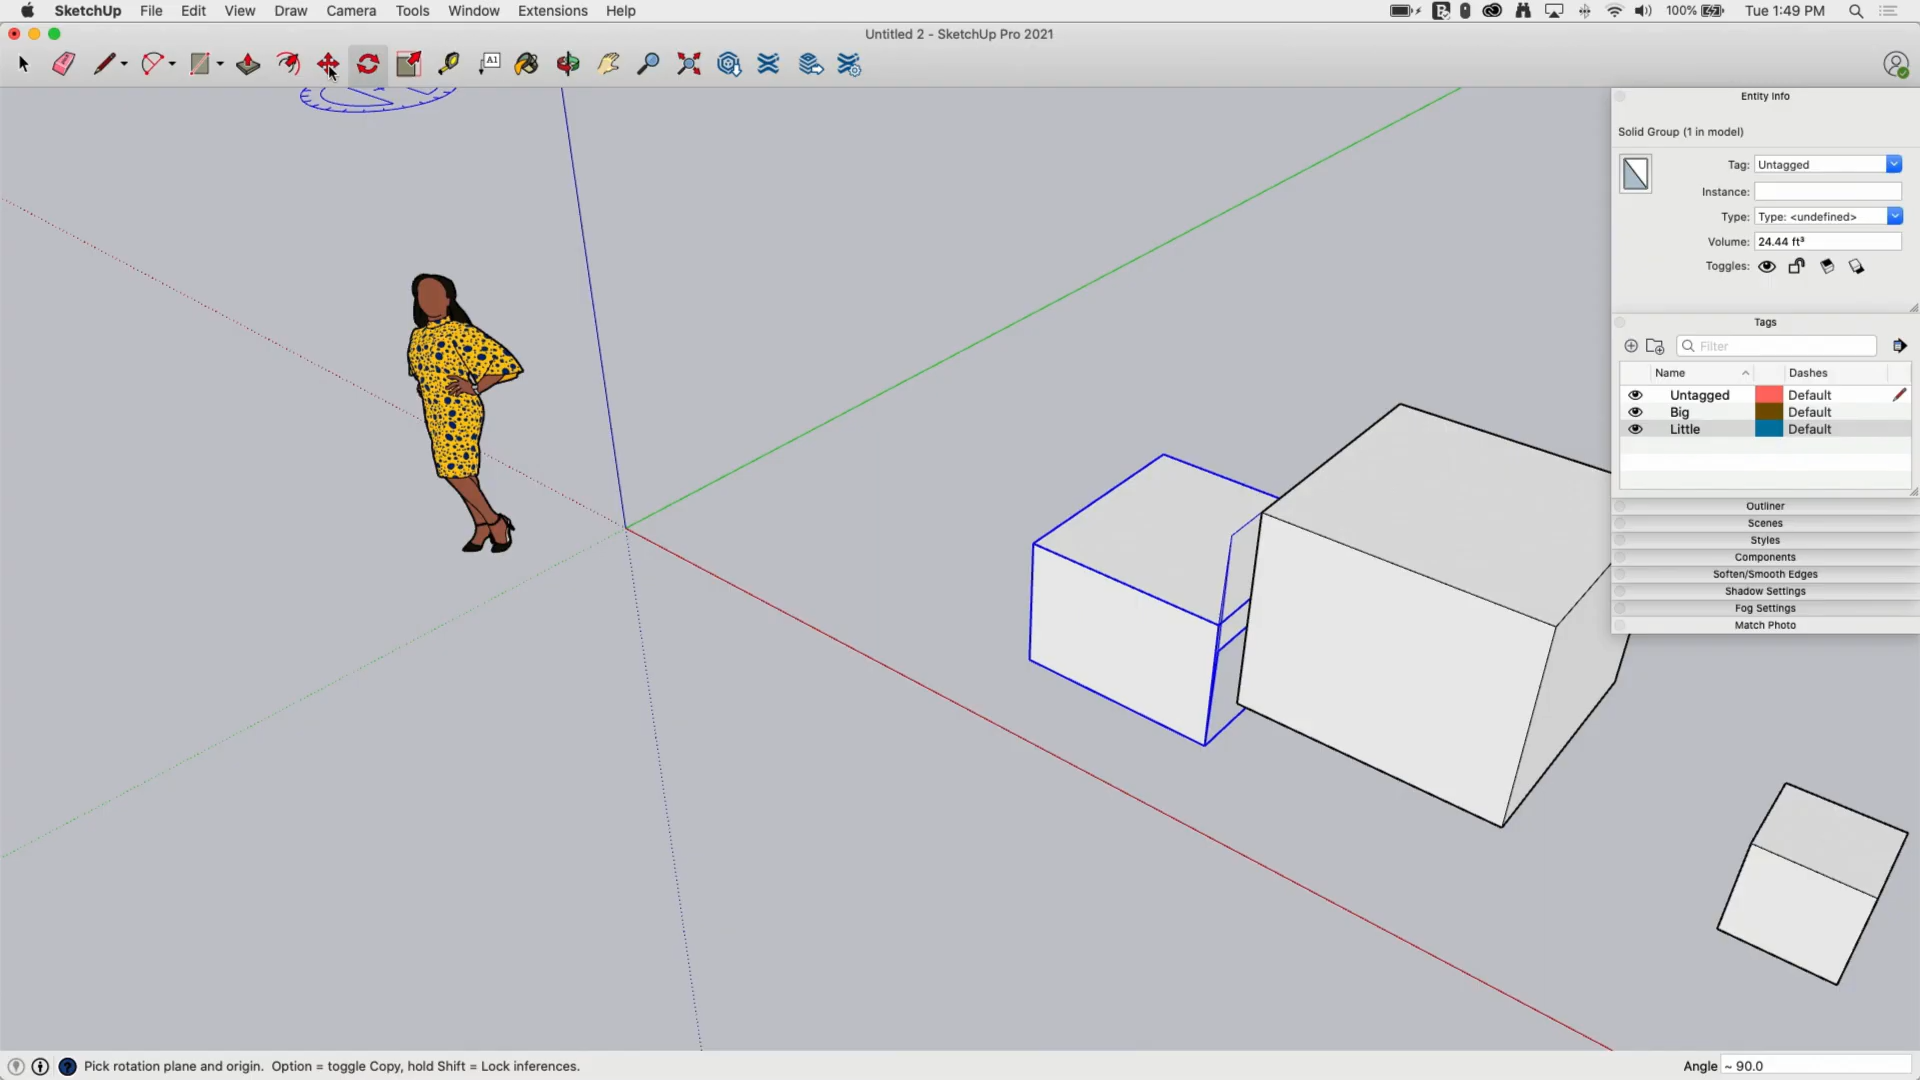 SketchUp File Edit View Draw Camera Tools Window Extensions Help 100% Tue 1:49 PM
Untitled 2 - SketchUp Pro 2021
A1
Entity Info
Solid Group (1 in model)
Tag: Untagged
Instance:
Type: Type: <undefined>
Volume: 24.44 ft³
Toggles:
Tags
Filter
Name Dashes
Untagged Default
Big Default
Little Default
Outliner
Scenes
Styles
Components
Soften/Smooth Edges
Shadow Settings
Fog Settings
Match Photo
Pick rotation plane and origin. Option = toggle Copy, hold Shift = Lock inferences. Angle ~ 90.0